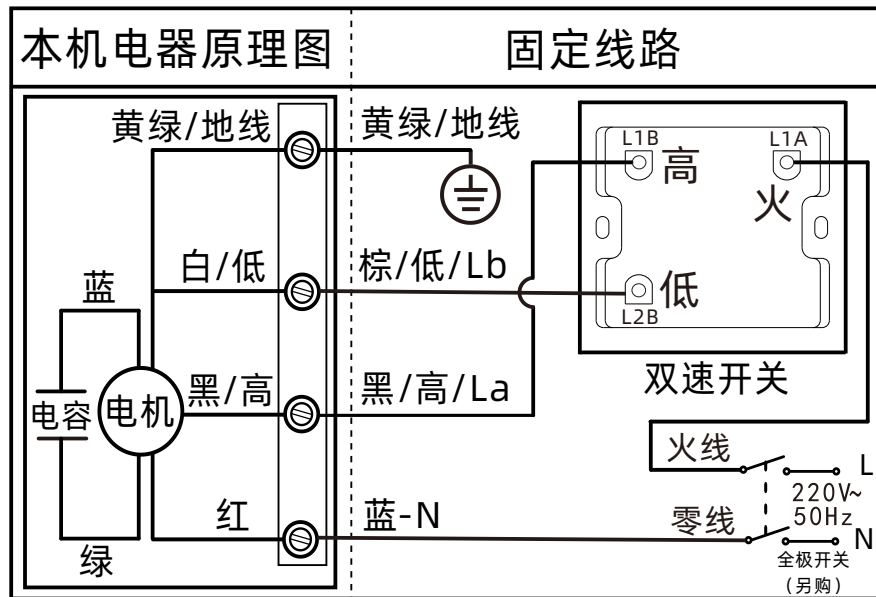 本机电器原理图
固定线路
黄绿/地线
黄绿/地线
L1B
高
L1A
火
白/低
棕/低/Lb
低
L2B
蓝
双速开关
电容
电机
黑/高
黑/高/La
火线
L
220V~
50Hz
红
蓝-N
零线
N
绿
全极开关
(另购)